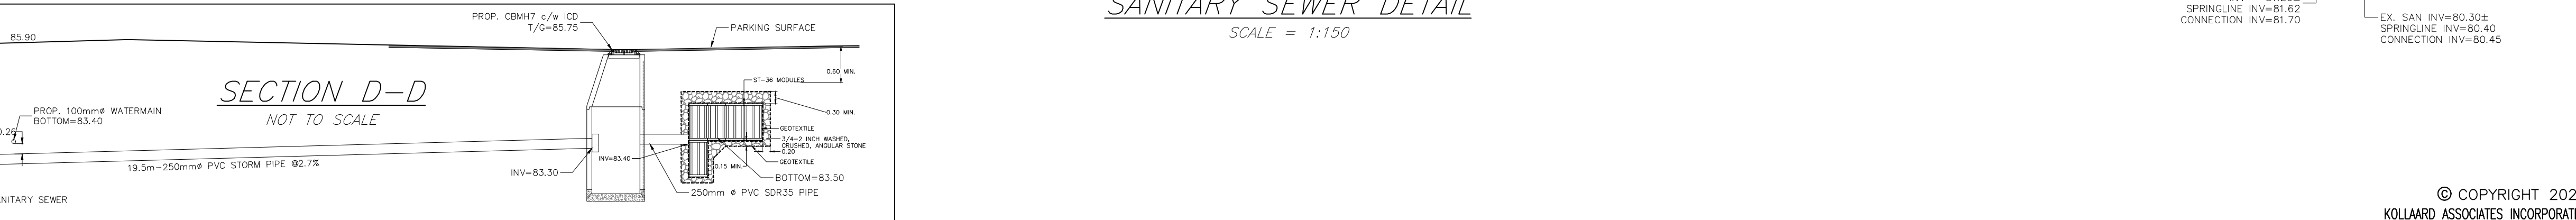 PROP. CBMH7 c/w ICD
T/G=85.75
PARKING SURFACE
85.90
0.60 MIN.
ST-36 MODULES
SECTION D-D
NOT TO SCALE
PROP. 100mmø WATERMAIN
BOTTOM=83.40
0.30 MIN.
GEOTEXTILE
3/4-2 INCH WASHED,
CRUSHED, ANGULAR STONE
0.20
GEOTEXTILE
INV=83.40
0.15 MIN.
19.5m-250mmø PVC STORM PIPE @2.7%
INV=83.30
BOTTOM=83.50
250mm ø PVC SDR35 PIPE
ANITARY SEWER
SANITARY SEWER DETAIL
SCALE = 1:150
SPRINGLINE INV=81.62
CONNECTION INV=81.70
EX. SAN INV=80.30±
SPRINGLINE INV=80.40
CONNECTION INV=80.45
© COPYRIGHT 202
KOLLAARD ASSOCIATES INCORPORAT